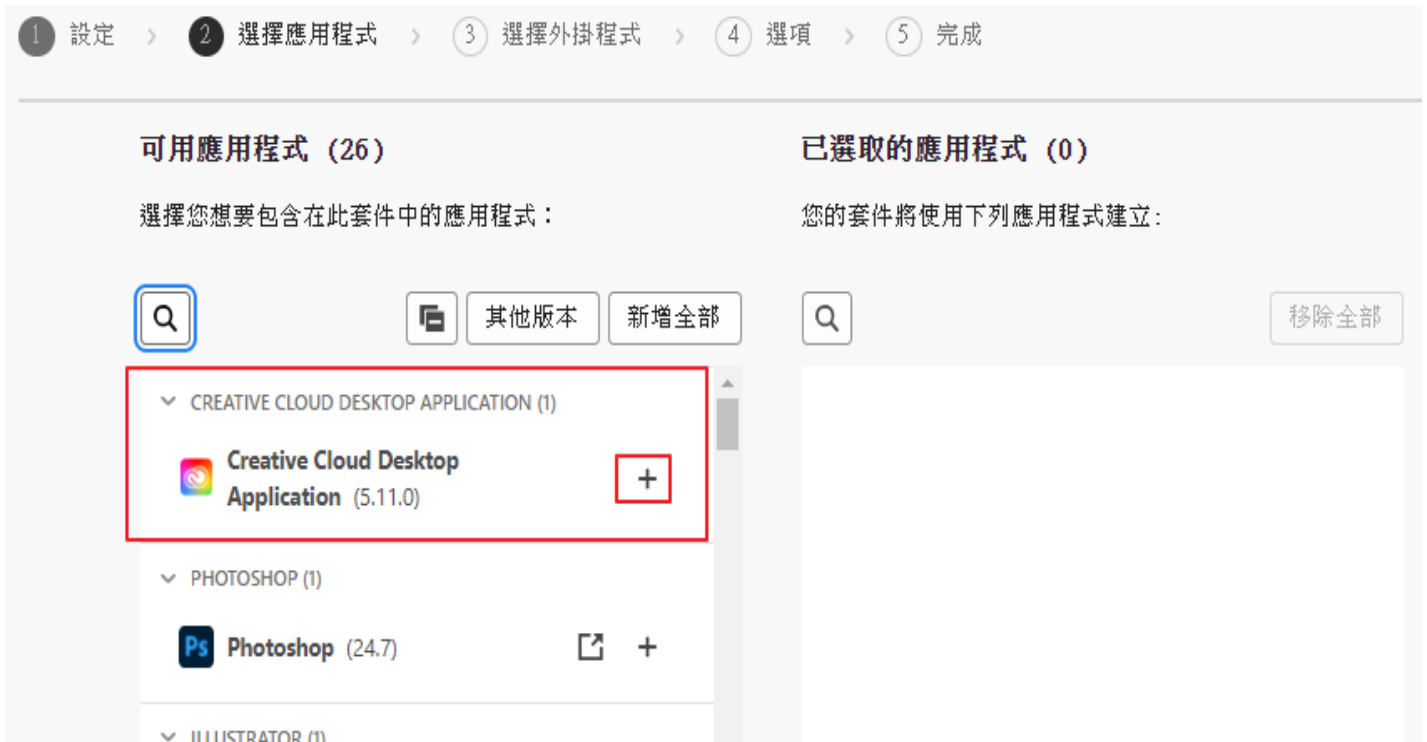 1 設定 > 2 選擇應用程式 > 3 選擇外掛程式 > 4 選項 > 5 完成
可用應用程式 (26)
選擇您想要包含在此套件中的應用程式：
其他版本 新增全部
CREATIVE CLOUD DESKTOP APPLICATION (1)
Creative Cloud Desktop
Application (5.11.0)
PHOTOSHOP (1)
Ps Photoshop (24.7)
ILLUSTRATOR (1)
已選取的應用程式 (0)
您的套件將使用下列應用程式建立:
移除全部